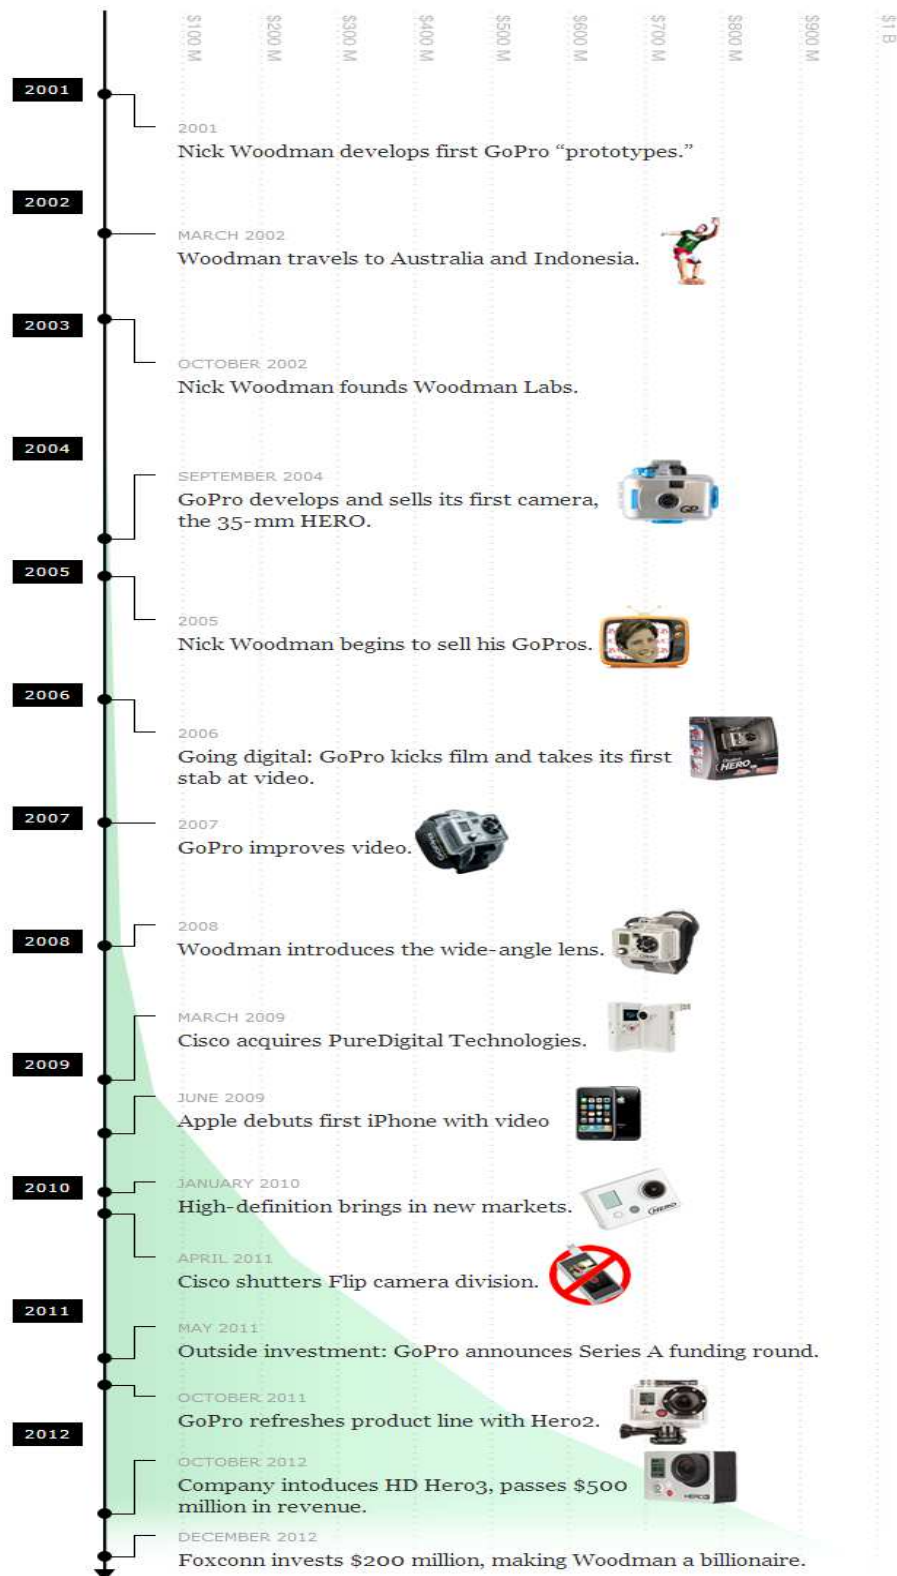 $100 M
$200 M
$300 M
$400 M
$500 M
$600 M
$700 M
$800 M
$900 M
$1 B
2001
2001
Nick Woodman develops first GoPro “prototypes.”
2002
MARCH 2002
Woodman travels to Australia and Indonesia.
2003
OCTOBER 2002
Nick Woodman founds Woodman Labs.
2004
SEPTEMBER 2004
GoPro develops and sells its first camera,
the 35-mm HERO.
2005
2005
Nick Woodman begins to sell his GoPros.
2006
2006
Going digital: GoPro kicks film and takes its first
stab at video.
HERO
2007
2007
GoPro improves video.
2008
2008
Woodman introduces the wide-angle lens.
MARCH 2009
Cisco acquires PureDigital Technologies.
2009
JUNE 2009
Apple debuts first iPhone with video
2010
JANUARY 2010
High-definition brings in new markets.
HERO
APRIL 2011
Cisco shutters Flip camera division.
2011
MAY 2011
Outside investment: GoPro announces Series A funding round.
OCTOBER 2011
GoPro refreshes product line with Hero2.
2012
OCTOBER 2012
Company intoduces HD Hero3, passes $500
million in revenue.
HERO3
DECEMBER 2012
Foxconn invests $200 million, making Woodman a billionaire.